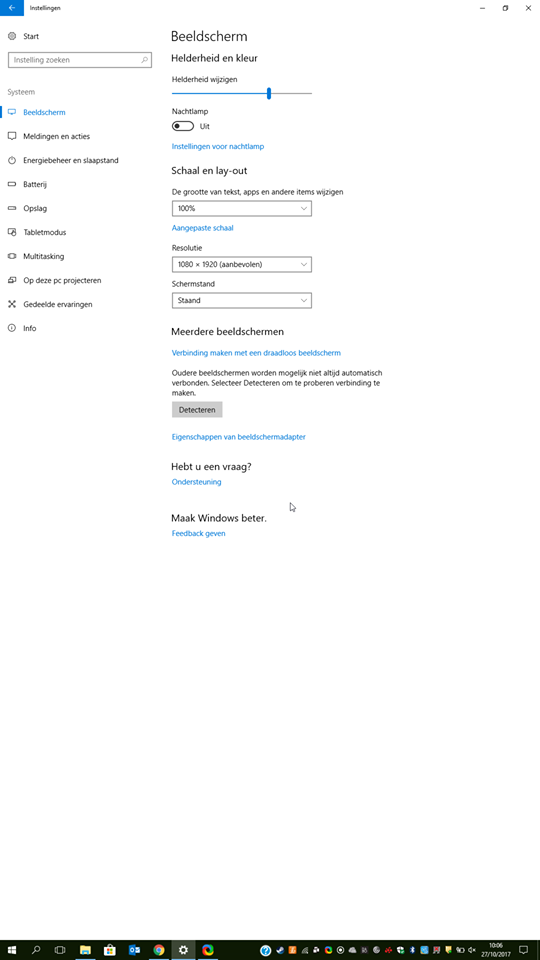 Instellingen
Start
Instelling zoeken
Systeem
Beeldscherm
Meldingen en acties
Energiebeheer en slaapstand
Batterij
Opslag
Tabletmodus
Multitasking
Op deze pc projecteren
Gedeelde ervaringen
Info
Beeldscherm
Helderheid en kleur
Helderheid wijzigen
Nachtlamp
Uit
Instellingen voor nachtlamp
Schaal en lay-out
De grootte van tekst, apps en andere items wijzigen
100%
Aangepaste schaal
Resolutie
1080 × 1920 (aanbevolen)
Schermstand
Staand
Meerdere beeldschermen
Verbinding maken met een draadloos beeldscherm
Oudere beeldschermen worden mogelijk niet altijd automatisch
verbonden. Selecteer Detecteren om te proberen verbinding te
maken.
Detecteren
Eigenschappen van beeldschermadapter
Hebt u een vraag?
Ondersteuning
Maak Windows beter.
Feedback geven
10:06
27/10/2017